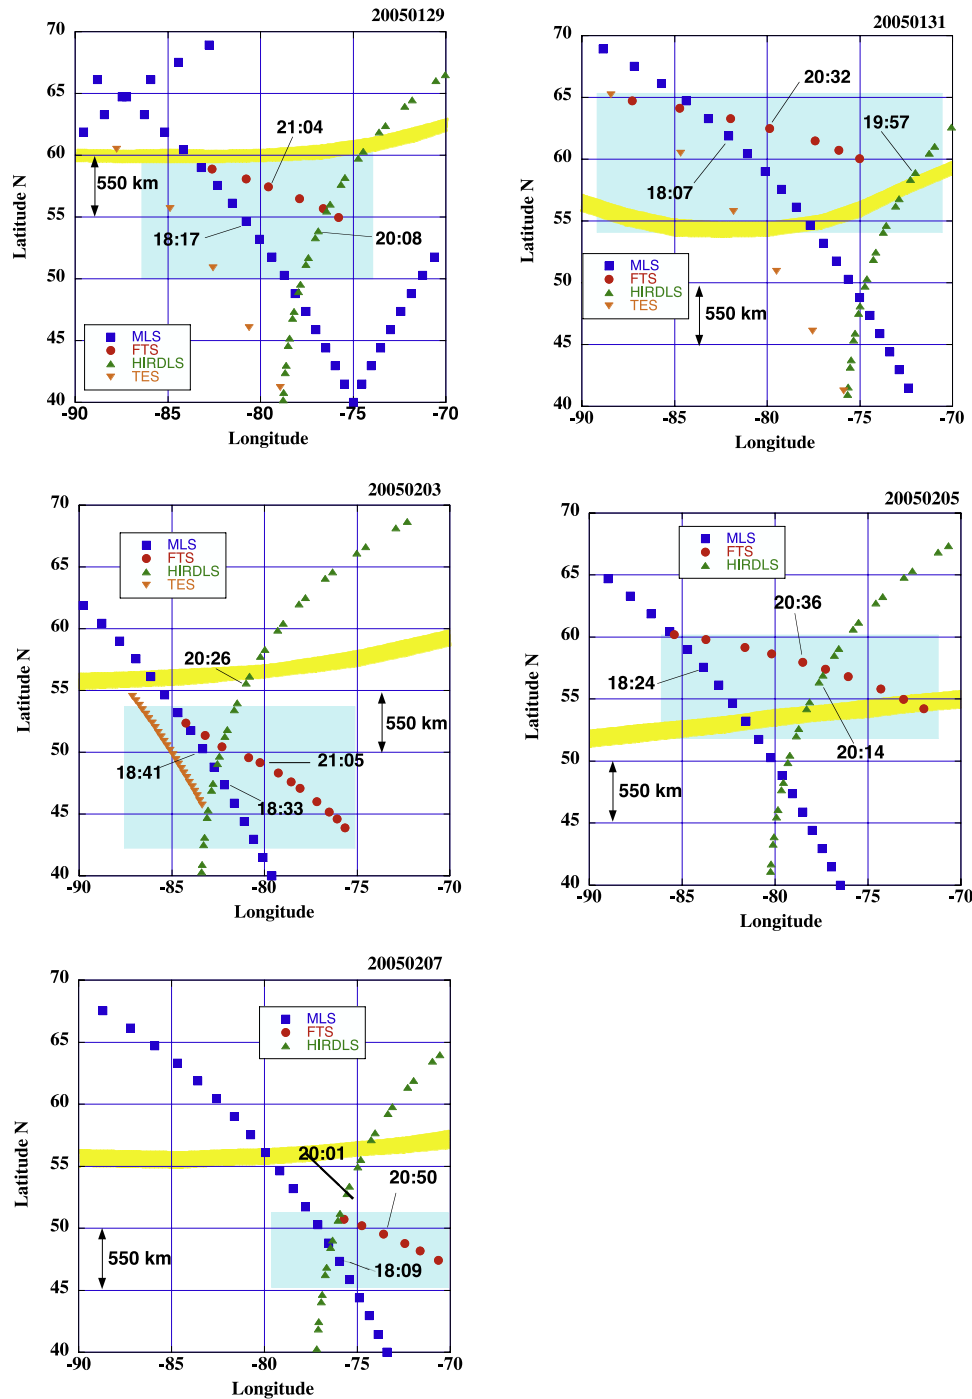 20050129
70
65
60
55
50
45
40
Latitude N
21:04
550 km
18:17
20:08
MLS
FTS
HIRDLS
TES
-90 -85 -80 -75 -70
Longitude
20050131
70
65
60
55
50
45
40
Latitude N
20:32
19:57
18:07
MLS
FTS
HIRDLS
TES
550 km
-90 -85 -80 -75 -70
Longitude
20050203
70
65
60
55
50
45
40
Latitude N
MLS
FTS
HIRDLS
TES
20:26
550 km
18:41
21:05
18:33
-90 -85 -80 -75 -70
Longitude
20050205
70
65
60
55
50
45
40
Latitude N
MLS
FTS
HIRDLS
20:36
18:24
20:14
550 km
-90 -85 -80 -75 -70
Longitude
20050207
70
65
60
55
50
45
40
Latitude N
MLS
FTS
HIRDLS
20:01
20:50
550 km
18:09
-90 -85 -80 -75 -70
Longitude